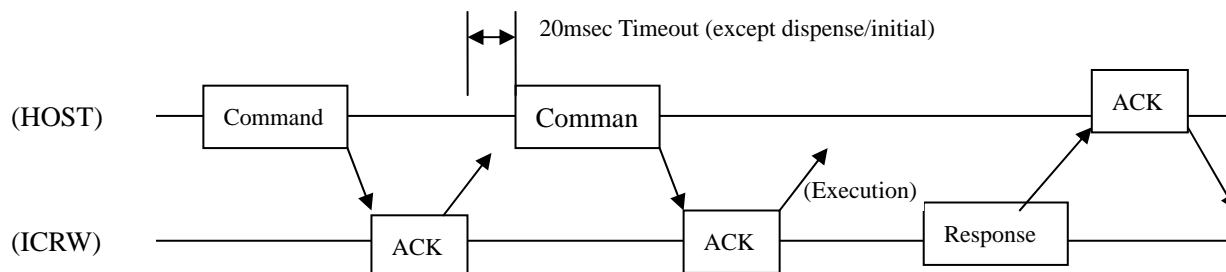 20msec Timeout (except dispense/initial)
(HOST)
Command
Comman
ACK
(Execution)
(ICRW)
ACK
ACK
Response